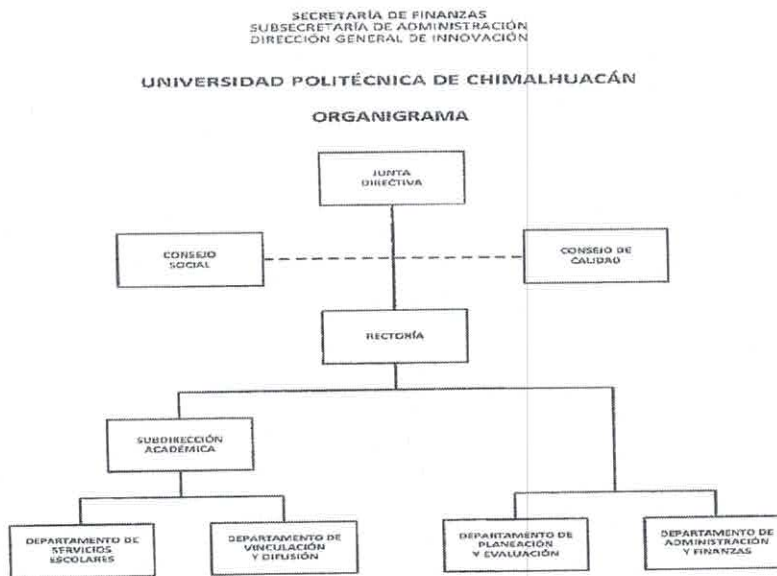 SECRETARÍA DE FINANZAS
SUBSECRETARÍA DE ADMINISTRACIÓN
DIRECCIÓN GENERAL DE INNOVACIÓN
UNIVERSIDAD POLITÉCNICA DE CHIMALHUACÁN
ORGANIGRAMA
JUNTA
DIRECTIVA
CONSEJO
SOCIAL
CONSEJO DE
CALIDAD
RECTORÍA
SUBDIRECCIÓN
ACADÉMICA
DEPARTAMENTO DE
SERVICIOS
ESCOLARES
DEPARTAMENTO DE
VINCULACIÓN
Y DIFUSIÓN
DEPARTAMENTO DE
PLANEACIÓN
Y EVALUACIÓN
DEPARTAMENTO DE
ADMINISTRACIÓN
Y FINANZAS